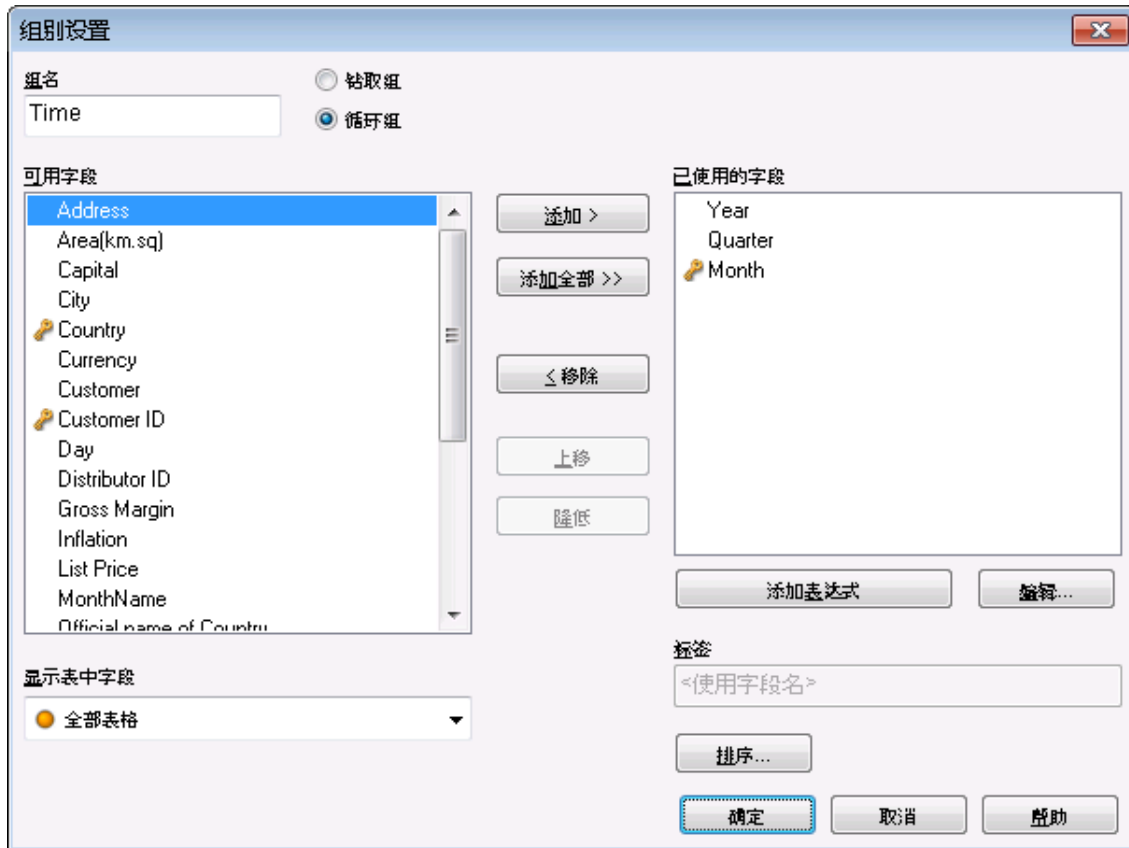 组别设置
组名
Time
钻取组
循环组
可用字段
Address
Area(km.sq)
Capital
City
Country
Currency
Customer
Customer ID
Day
Distributor ID
Gross Margin
Inflation
List Price
MonthName
Official name of Country
显示表中字段
全部表格
添加 >
添加全部 >>
< 移除
上移
降低
已使用的字段
Year
Quarter
Month
添加表达式
编辑...
标签
<使用字段名>
排序...
确定
取消
帮助